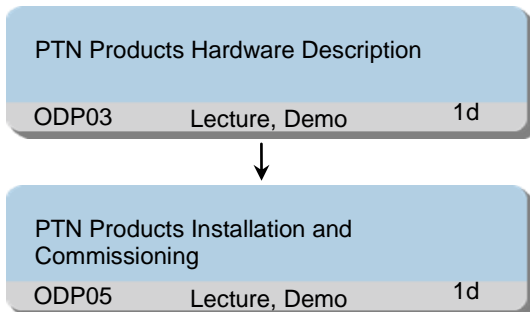 PTN Products Hardware Description
ODP03 Lecture, Demo 1d
PTN Products Installation and
Commissioning
ODP05 Lecture, Demo 1d